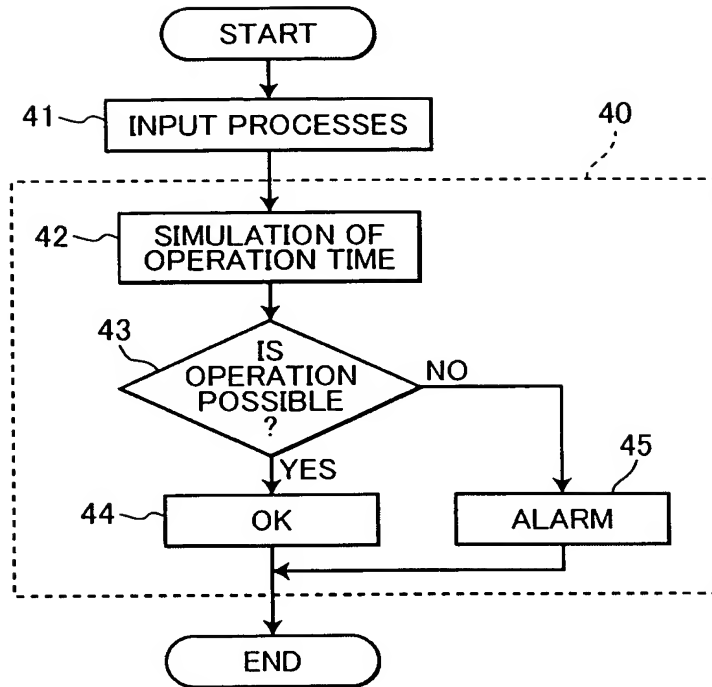 START
41
INPUT PROCESSES
40
42
SIMULATION OF
OPERATION TIME
43
IS
OPERATION
POSSIBLE
?
NO
YES
45
44
OK
ALARM
END